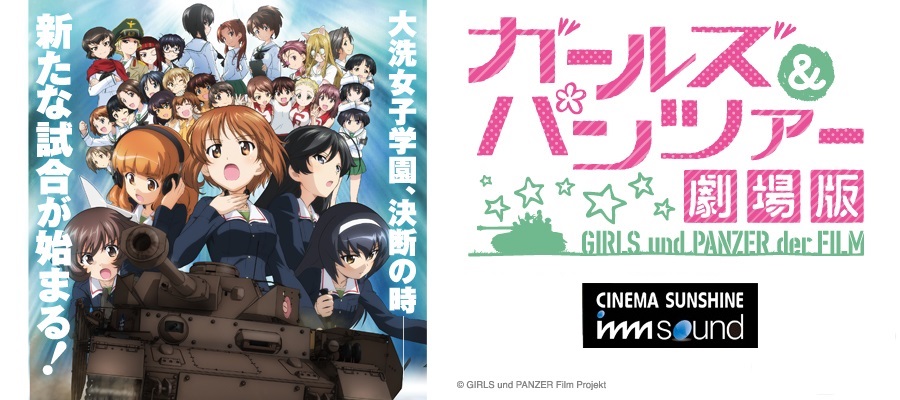 大洗女子学園、決断の時――
新たな試合が始まる!
ガールズ&
パンツァー
劇場版
GIRLS und PANZER der FILM
CINEMA SUNSHINE
imm sound
© GIRLS und PANZER Film Projekt